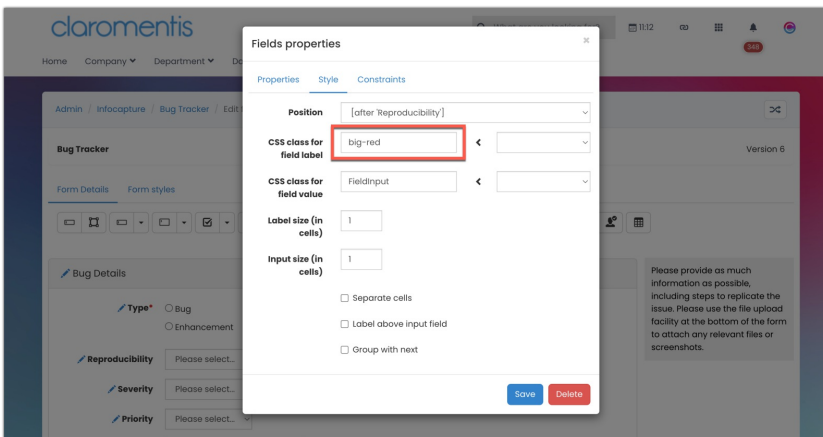 claromentis
11:12
349
Home Company Department
Fields properties
×
Properties Style Constraints
Admin / Infocapture / Bug Tracker / Edit
Position [after 'Reproducibility']
CSS class for field label big-red
Bug Tracker
Version 6
CSS class for field value FieldInput
Form Details Form styles
Label size (in cells) 1
Input size (in cells) 1
Bug Details
Type* Bug
Enhancement
Separate cells
Label above input field
Group with next
Reproducibility Please select...
Severity Please select...
Priority Please select...
Save Delete
Please provide as much
information as possible,
including steps to replicate the
issue. Please use the file upload
facility at the bottom of the form
to attach any relevant files or
screenshots.